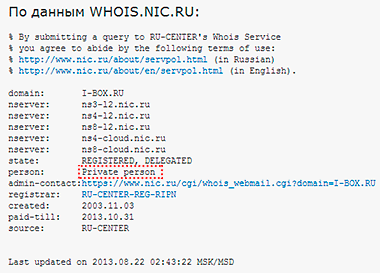 По данным WHOIS.NIC.RU:
% By submitting a query to RU-CENTER's Whois Service
% you agree to abide by the following terms of use:
% http://www.nic.ru/about/servpol.html (in Russian)
% http://www.nic.ru/about/en/servpol.html (in English).
domain: I-BOX.RU
nserver: ns3-l2.nic.ru
nserver: ns4-l2.nic.ru
nserver: ns8-l2.nic.ru
nserver: ns4-cloud.nic.ru
nserver: ns8-cloud.nic.ru
state: REGISTERED, DELEGATED
person: Private person
admin-contact:https://www.nic.ru/cgi/whois_webmail.cgi?domain=I-BOX.RU
registrar: RU-CENTER-REG-RIPN
created: 2003.11.03
paid-till: 2013.10.31
source: RU-CENTER
Last updated on 2013.08.22 02:43:22 MSK/MSD